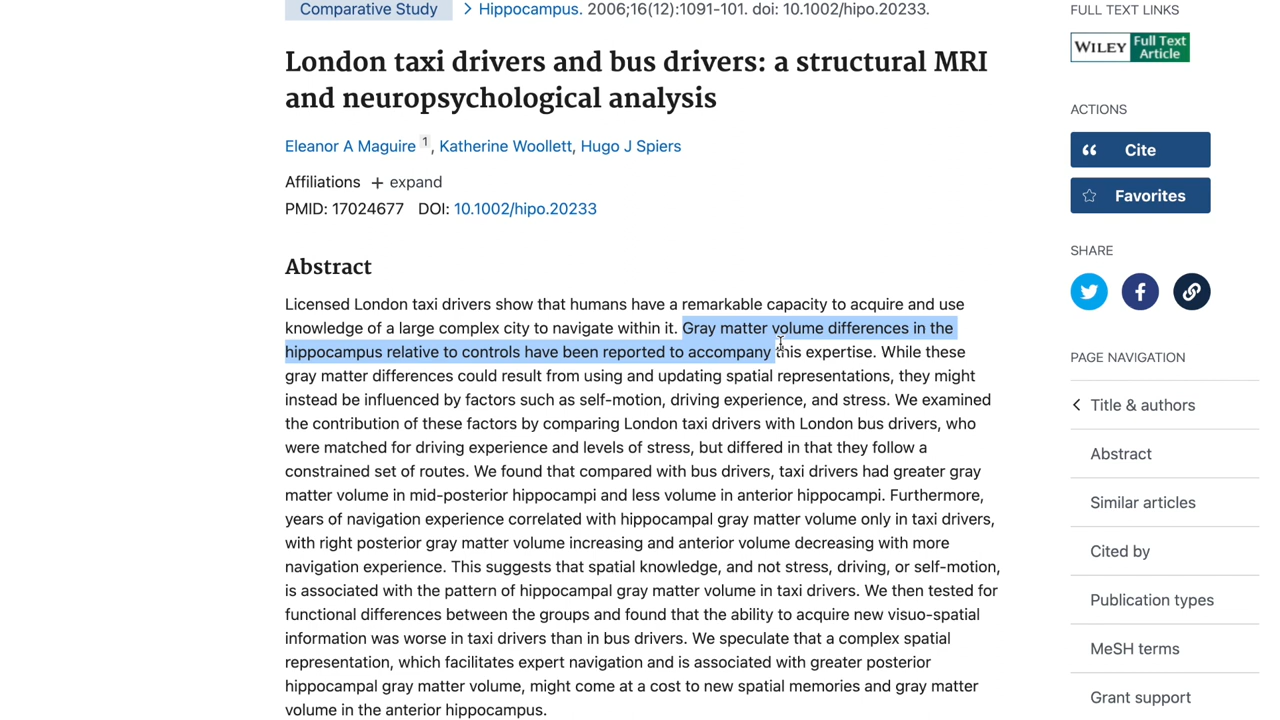 Comparative Study > Hippocampus. 2006;16(12):1091-101. doi: 10.1002/hipo.20233.
London taxi drivers and bus drivers: a structural MRI
and neuropsychological analysis
Eleanor A Maguire 1, Katherine Woollett, Hugo J Spiers
Affiliations + expand
PMID: 17024677 DOI: 10.1002/hipo.20233
Abstract
Licensed London taxi drivers show that humans have a remarkable capacity to acquire and use
knowledge of a large complex city to navigate within it. Gray matter volume differences in the
hippocampus relative to controls have been reported to accompany this expertise. While these
gray matter differences could result from using and updating spatial representations, they might
instead be influenced by factors such as self-motion, driving experience, and stress. We examined
the contribution of these factors by comparing London taxi drivers with London bus drivers, who
were matched for driving experience and levels of stress, but differed in that they follow a
constrained set of routes. We found that compared with bus drivers, taxi drivers had greater gray
matter volume in mid-posterior hippocampi and less volume in anterior hippocampi. Furthermore,
years of navigation experience correlated with hippocampal gray matter volume only in taxi drivers,
with right posterior gray matter volume increasing and anterior volume decreasing with more
navigation experience. This suggests that spatial knowledge, and not stress, driving, or self-motion,
is associated with the pattern of hippocampal gray matter volume in taxi drivers. We then tested for
functional differences between the groups and found that the ability to acquire new visuo-spatial
information was worse in taxi drivers than in bus drivers. We speculate that a complex spatial
representation, which facilitates expert navigation and is associated with greater posterior
hippocampal gray matter volume, might come at a cost to new spatial memories and gray matter
volume in the anterior hippocampus.
FULL TEXT LINKS
WILEY Full Text
Article
ACTIONS
Cite
Favorites
SHARE
PAGE NAVIGATION
Title & authors
Abstract
Similar articles
Cited by
Publication types
MeSH terms
Grant support